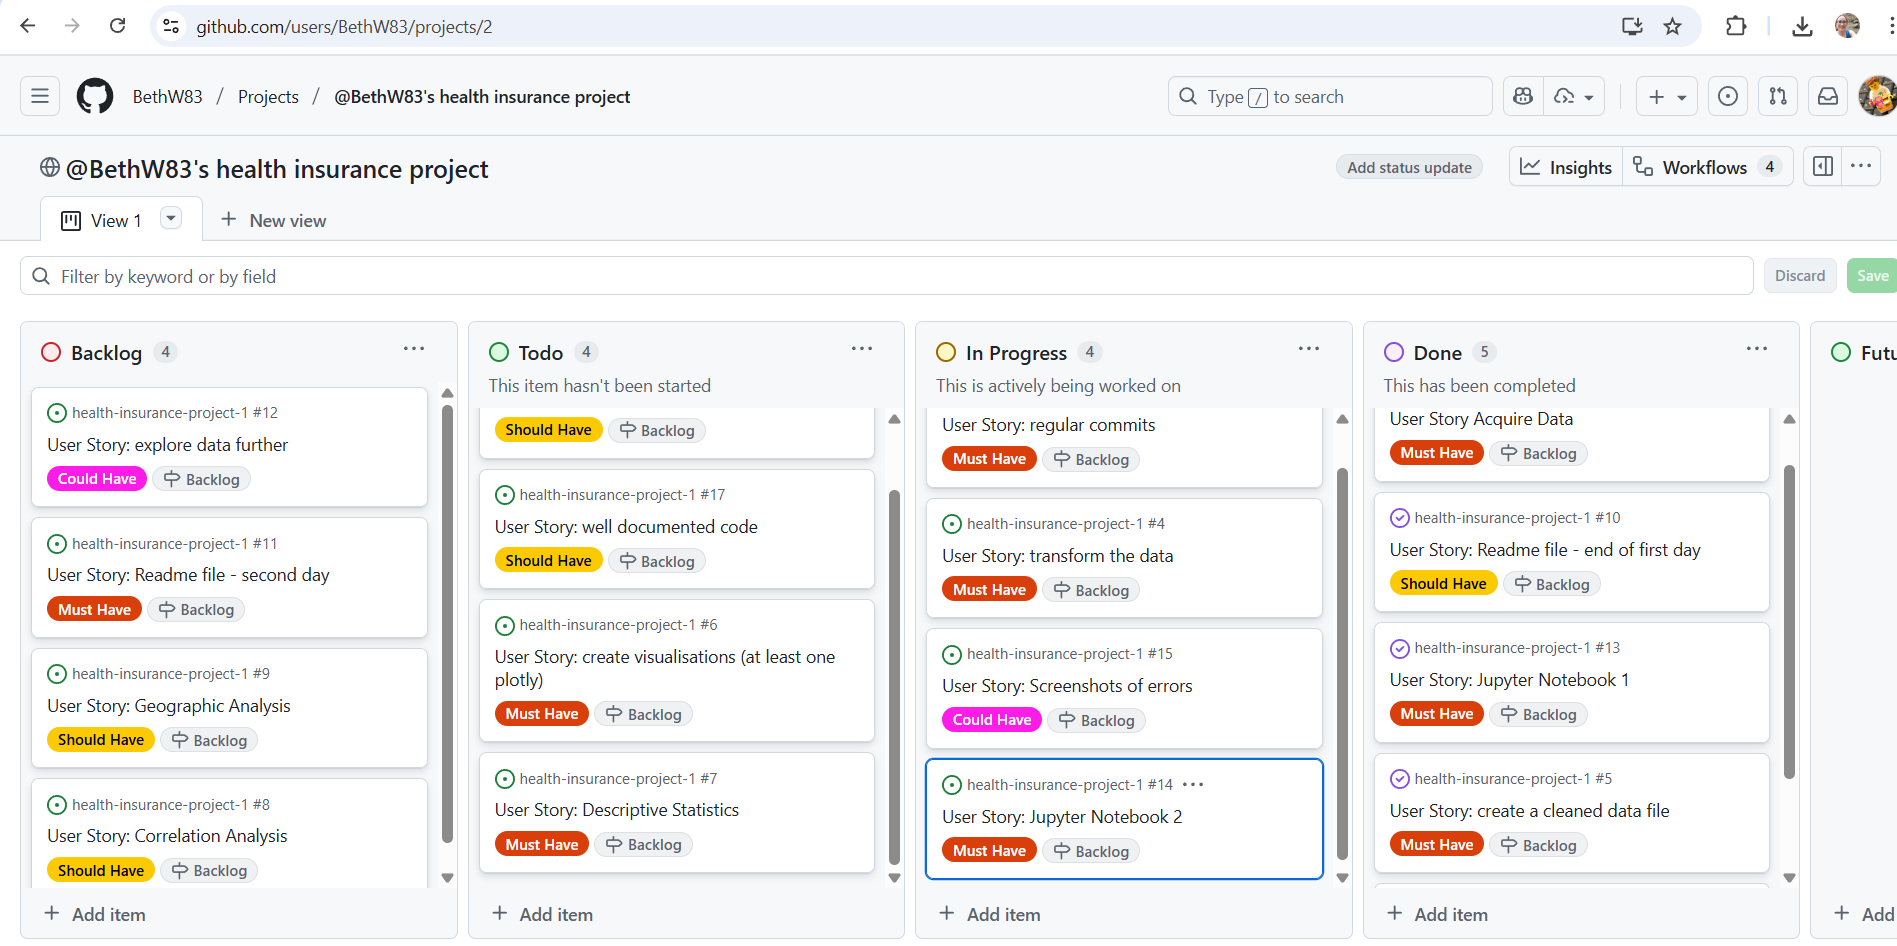 github.com/users/BethW83/projects/2
BethW83 / Projects / @BethW83's health insurance project
Type / to search
@BethW83's health insurance project
Add status update
Insights
Workflows 4
View 1
New view
Filter by keyword or by field
Discard
Save
Backlog 4
health-insurance-project-1 #12
User Story: explore data further
Could Have Backlog
health-insurance-project-1 #11
User Story: Readme file - second day
Must Have Backlog
health-insurance-project-1 #9
User Story: Geographic Analysis
Should Have Backlog
health-insurance-project-1 #8
User Story: Correlation Analysis
Should Have Backlog
+ Add item
Todo 4
This item hasn't been started
Should Have Backlog
health-insurance-project-1 #17
User Story: well documented code
Should Have Backlog
health-insurance-project-1 #6
User Story: create visualisations (at least one
plotly)
Must Have Backlog
health-insurance-project-1 #7
User Story: Descriptive Statistics
Must Have Backlog
+ Add item
In Progress 4
This is actively being worked on
User Story: regular commits
Must Have Backlog
health-insurance-project-1 #4
User Story: transform the data
Must Have Backlog
health-insurance-project-1 #15
User Story: Screenshots of errors
Could Have Backlog
health-insurance-project-1 #14
User Story: Jupyter Notebook 2
Must Have Backlog
+ Add item
Done 5
This has been completed
User Story Acquire Data
Must Have Backlog
health-insurance-project-1 #10
User Story: Readme file - end of first day
Should Have Backlog
health-insurance-project-1 #13
User Story: Jupyter Notebook 1
Must Have Backlog
health-insurance-project-1 #5
User Story: create a cleaned data file
Must Have Backlog
+ Add item
Futu
+ Add